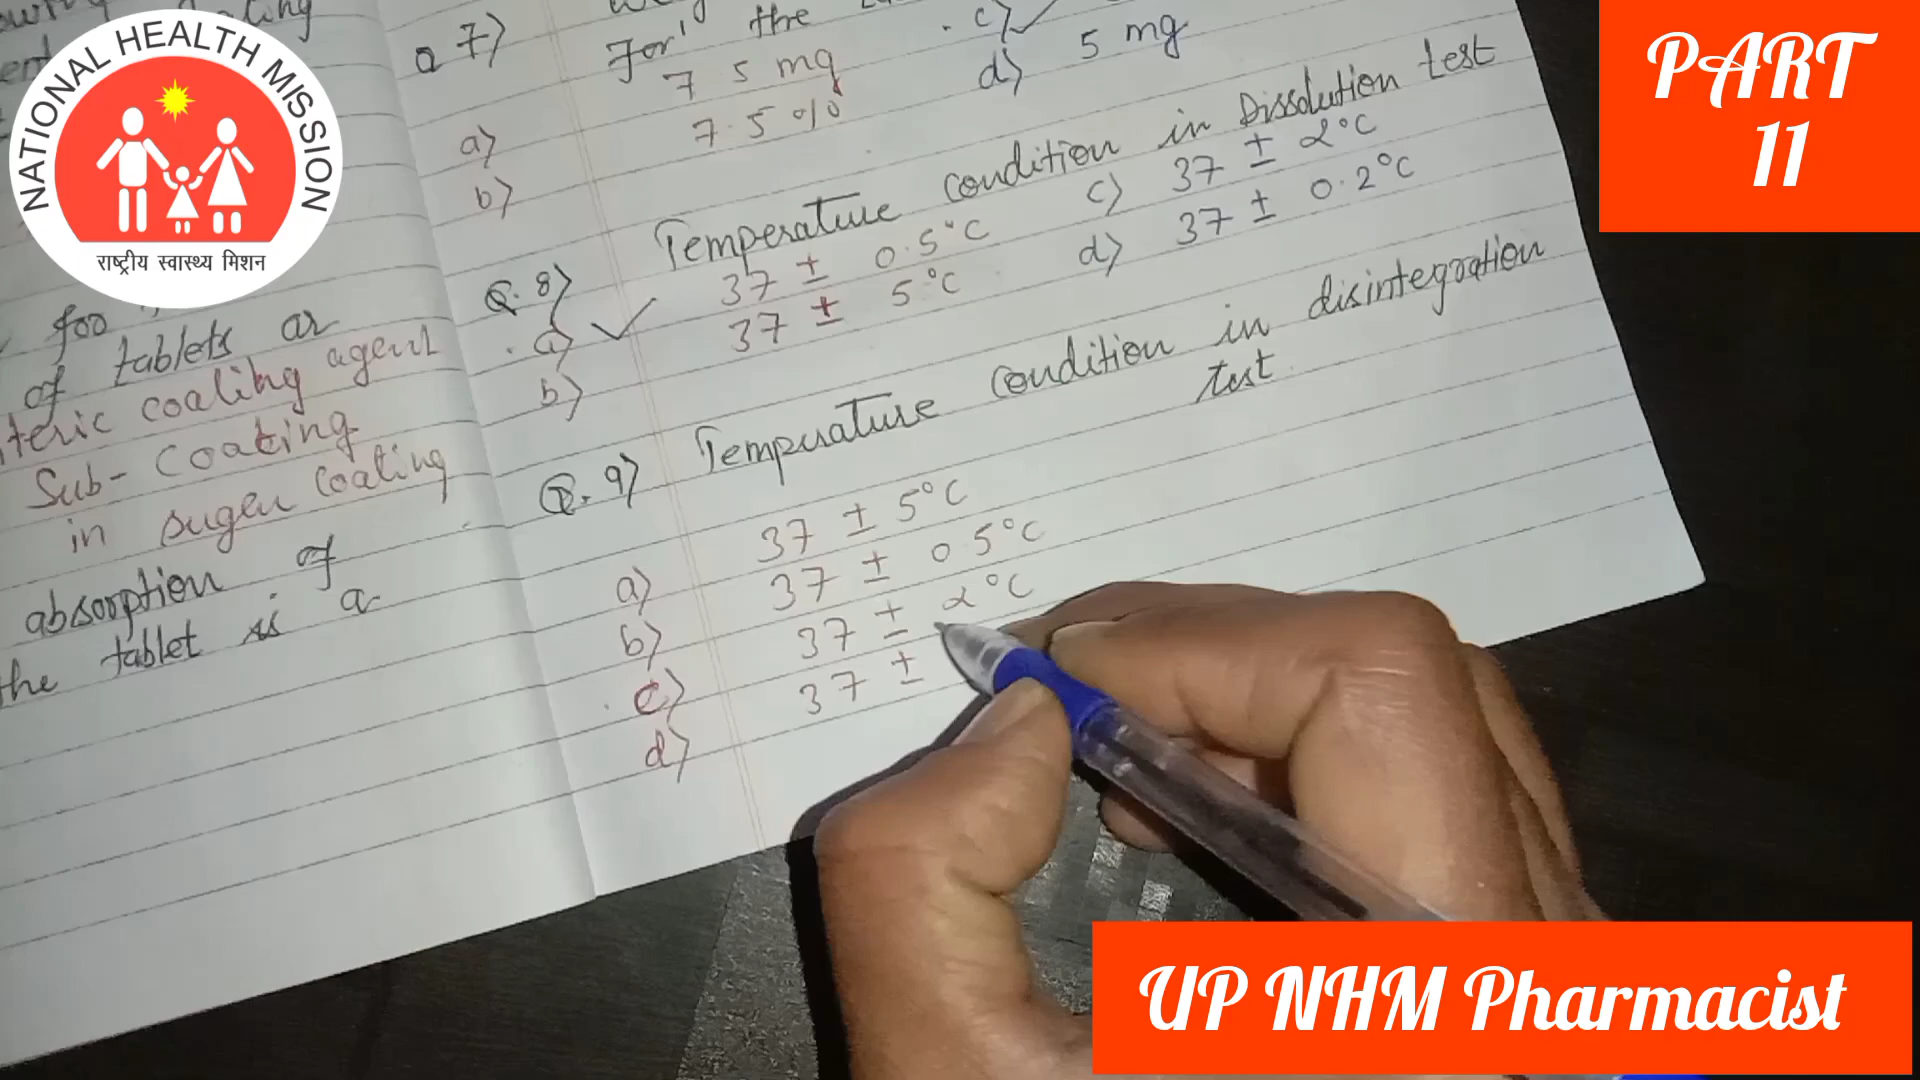 NATIONAL HEALTH MISSION
राष्ट्रीय स्वास्थ्य मिशन
PART
11
of tablets ar
teric coating agent
Sub-Coating
in sugar coating
absorption of
the tablet is a
Q 7) For the
a) 75 mg
b) 7.5 %
c)
d) 5 mg
Q. 8) Temperature condition in Dissolution test
a) 37 ± 0.5°C
b) 37 ± 5°C
c) 37 ± 2°C
d) 37 ± 0.2°C
Q. 9) Temperature condition in disintegration
test
a) 37 ± 5°C
b) 37 ± 0.5°C
c) 37 ± 2°C
d) 37 ±
UP NHM Pharmacist